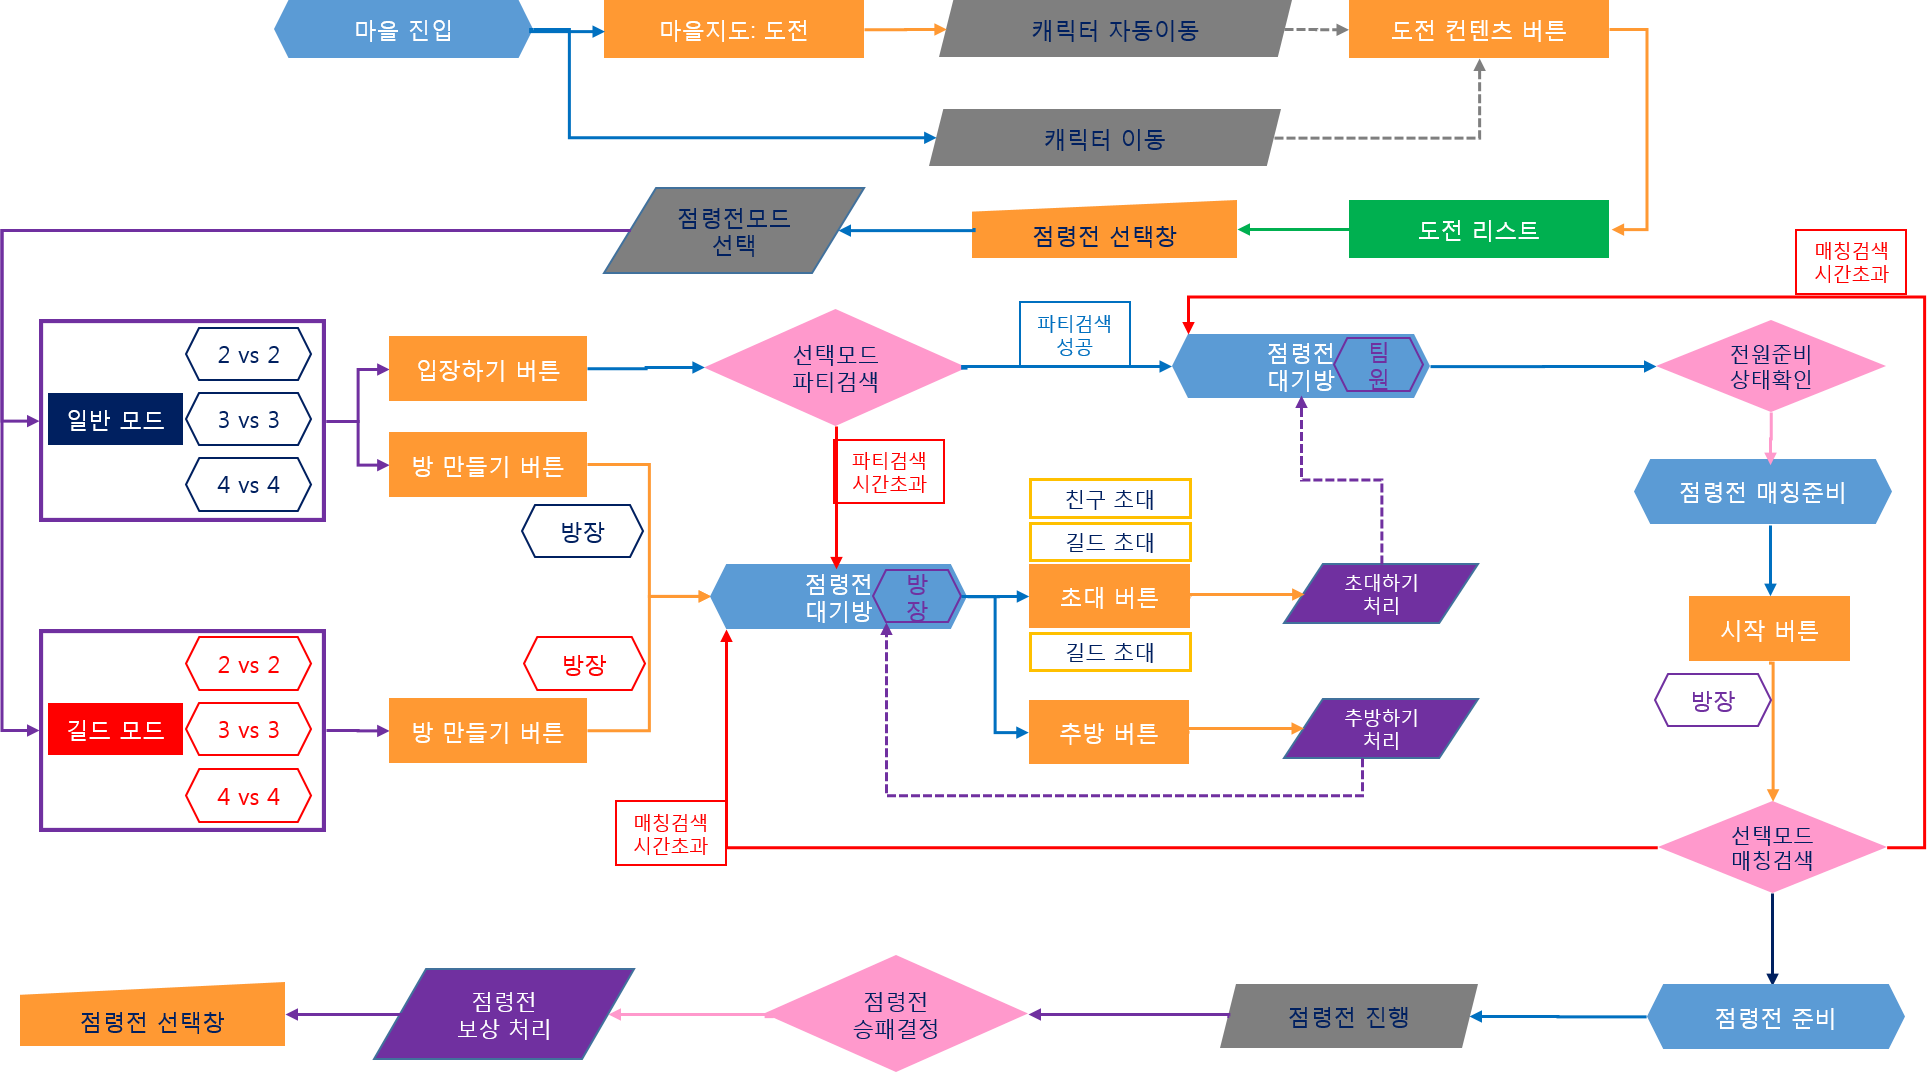 마을 진입
마을지도: 도전
캐릭터 자동이동
도전 컨텐츠 버튼
캐릭터 이동
점령전모드
선택
점령전 선택창
도전 리스트
매칭검색
시간초과
2 vs 2
일반 모드
3 vs 3
4 vs 4
입장하기 버튼
방 만들기 버튼
방장
선택모드
파티검색
파티검색
성공
파티검색
시간초과
점령전
대기방
팀
원
전원준비
상태확인
점령전 매칭준비
시작 버튼
방장
친구 초대
길드 초대
초대 버튼
길드 초대
초대하기
처리
점령전
대기방
방
장
추방 버튼
추방하기
처리
2 vs 2
길드 모드
3 vs 3
4 vs 4
방장
방 만들기 버튼
매칭검색
시간초과
선택모드
매칭검색
점령전 선택창
점령전
보상 처리
점령전
승패결정
점령전 진행
점령전 준비